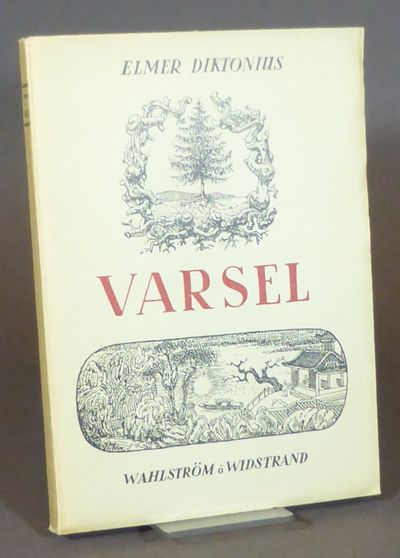 ELMER DIKTONIUS
VARSEL
WAHLSTRÖM ö WIDSTRAND